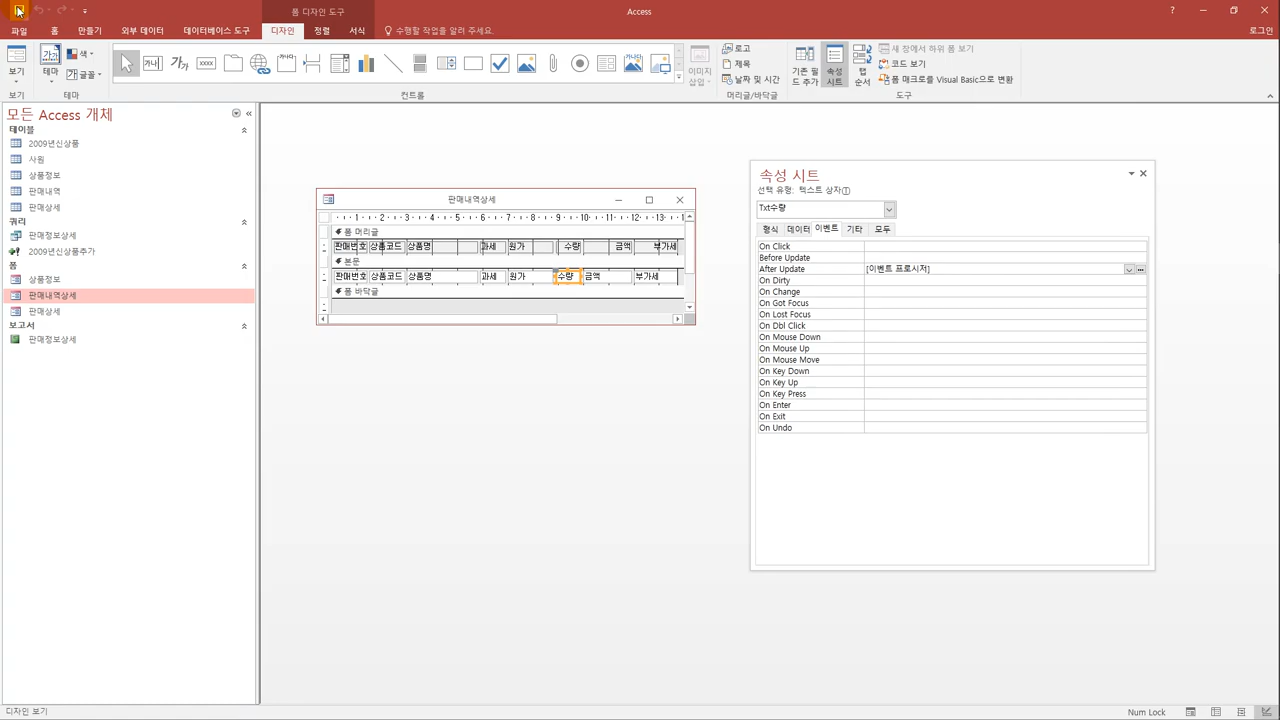 폼 디자인 도구
Access
?
로그인
파일
홈
만들기
외부 데이터
데이터베이스 도구
디자인
정렬
서식
수행할 작업을 알려 주세요.
보기
테마
색
글꼴
로고
제목
날짜 및 시간
이미지
삽입
기존 필
드 추가
속성
시트
탭
순서
새 창에서 하위 폼 보기
코드 보기
폼 매크로를 Visual Basic으로 변환
보기
테마
컨트롤
머리글/바닥글
도구
모든 Access 개체
테이블
2009년신상품
사원
상품정보
판매내역
판매상세
쿼리
판매정보상세
2009년신상품추가
폼
상품정보
판매내역상세
판매상세
보고서
판매정보상세
판매내역상세
1 2 3 4 5 6 7 8 9 10 11 12 13
폼 머리글
판매번호 상품코드 상품명 과세 원가 수량 금액 부가세
본문
판매번호 상품코드 상품명 과세 원가 수량 금액 부가세
폼 바닥글
속성 시트
선택 유형: 텍스트 상자(T)
Txt수량
형식 데이터 이벤트 기타 모두
On Click
Before Update
After Update [이벤트 프로시저]
On Dirty
On Change
On Got Focus
On Lost Focus
On Dbl Click
On Mouse Down
On Mouse Up
On Mouse Move
On Key Down
On Key Up
On Key Press
On Enter
On Exit
On Undo
디자인 보기
Num Lock